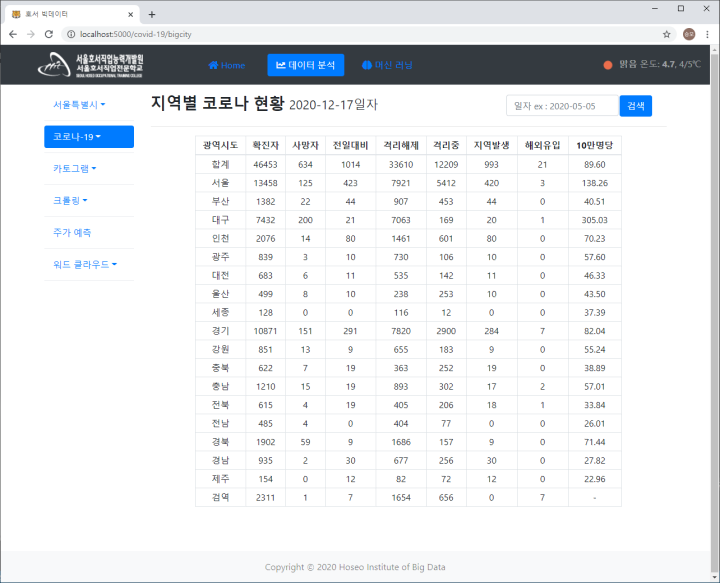 호서 빅데이터
localhost:5000/covid-19/bigcity
서울호서직업능력개발원
서울호서직업전문학교
SEOUL HOSEO OCCUPATIONAL TRAINING COLLEGE
Home
데이터 분석
머신 러닝
맑음 온도: 4.7, 4/5℃
서울특별시
코로나-19
카토그램
크롤링
주가 예측
워드 클라우드
지역별 코로나 현황 2020-12-17일자
일자 ex : 2020-05-05 검색
광역시도 확진자 사망자 전일대비 격리해제 격리중 지역발생 해외유입 10만명당
합계 46453 634 1014 33610 12209 993 21 89.60
서울 13458 125 423 7921 5412 420 3 138.26
부산 1382 22 44 907 453 44 0 40.51
대구 7432 200 21 7063 169 20 1 305.03
인천 2076 14 80 1461 601 80 0 70.23
광주 839 3 10 730 106 10 0 57.60
대전 683 6 11 535 142 11 0 46.33
울산 499 8 10 238 253 10 0 43.50
세종 128 0 0 116 12 0 0 37.39
경기 10871 151 291 7820 2900 284 7 82.04
강원 851 13 9 655 183 9 0 55.24
충북 622 7 19 363 252 19 0 38.89
충남 1210 15 19 893 302 17 2 57.01
전북 615 4 19 405 206 18 1 33.84
전남 485 4 0 404 77 0 0 26.01
경북 1902 59 9 1686 157 9 0 71.44
경남 935 2 30 677 256 30 0 27.82
제주 154 0 12 82 72 12 0 22.96
검역 2311 1 7 1654 656 0 7 -
Copyright © 2020 Hoseo Institute of Big Data